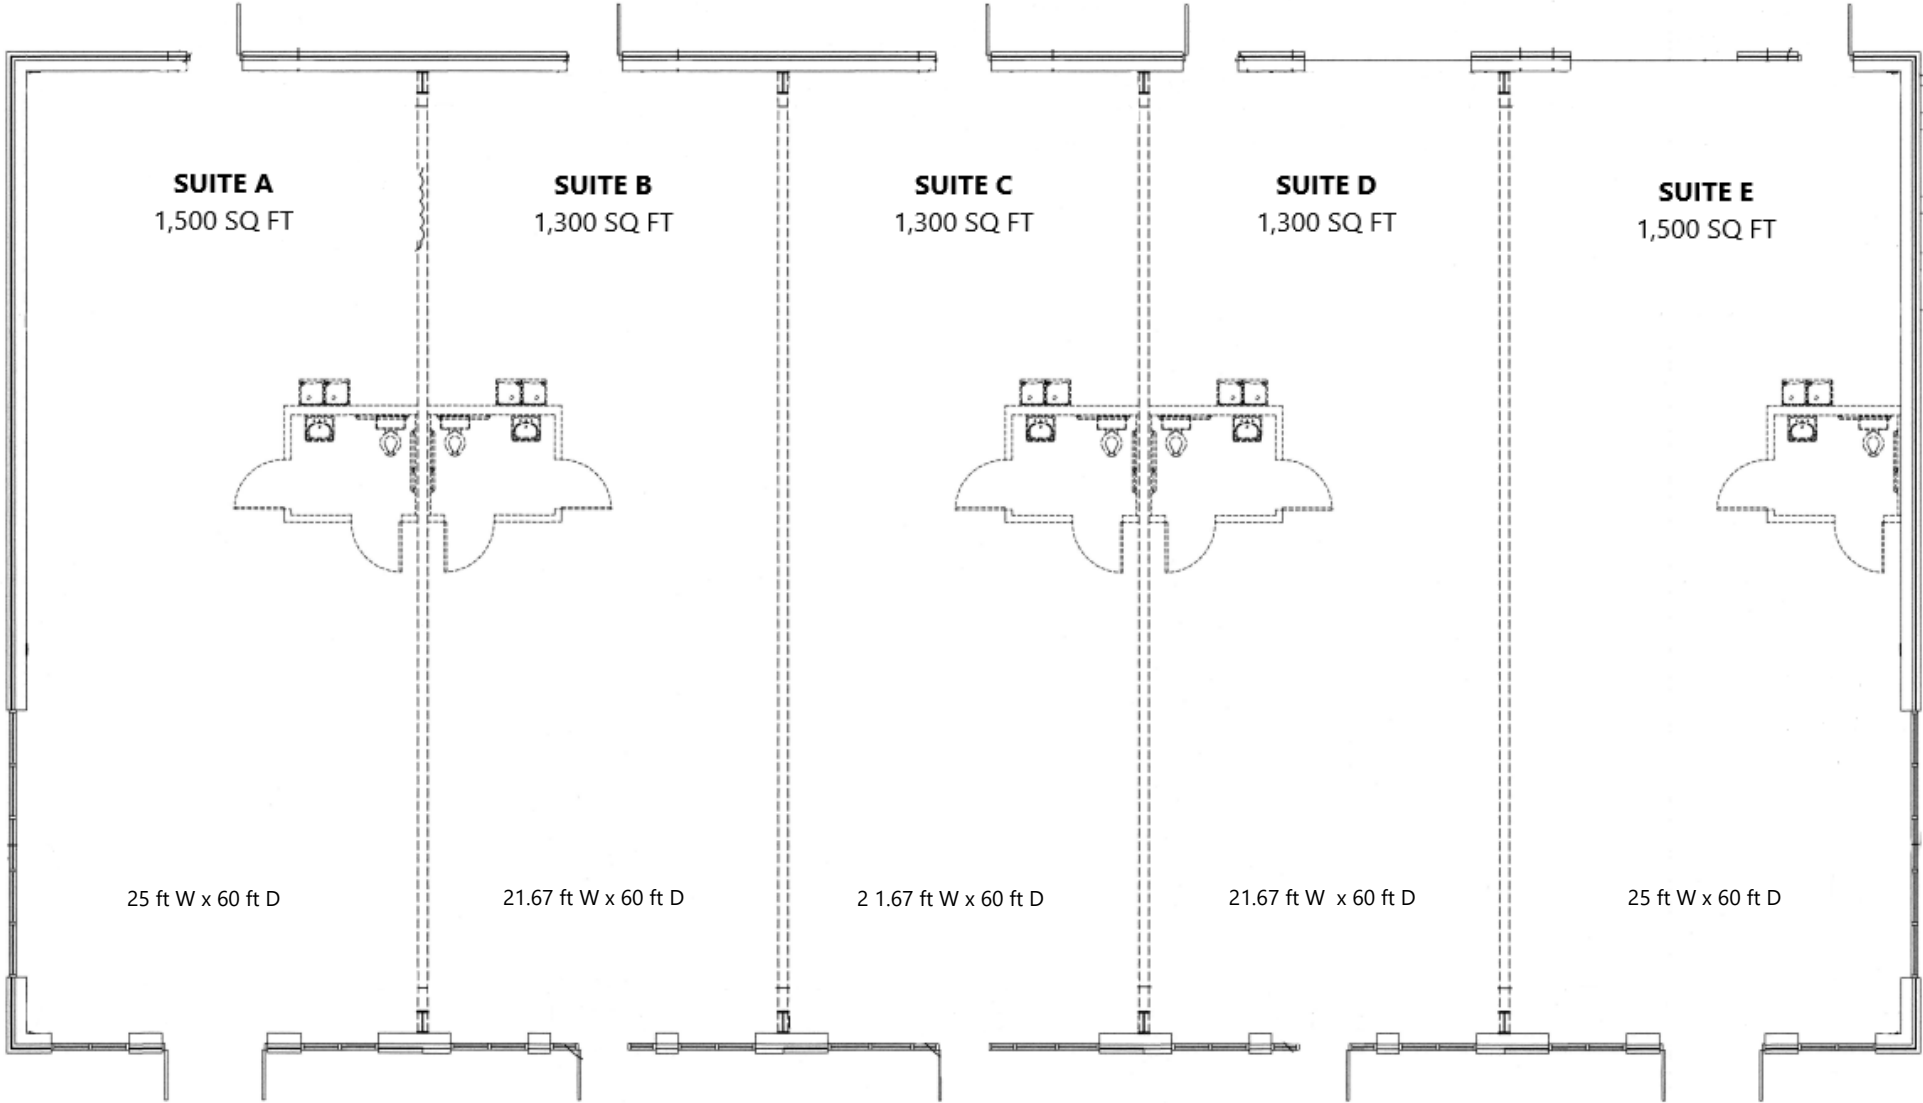 SUITE A
1,500 SQ FT
SUITE B
1,300 SQ FT
SUITE C
1,300 SQ FT
SUITE D
1,300 SQ FT
SUITE E
1,500 SQ FT
25 ft W x 60 ft D
21.67 ft W x 60 ft D
2 1.67 ft W x 60 ft D
21.67 ft W  x 60 ft D
25 ft W x 60 ft D